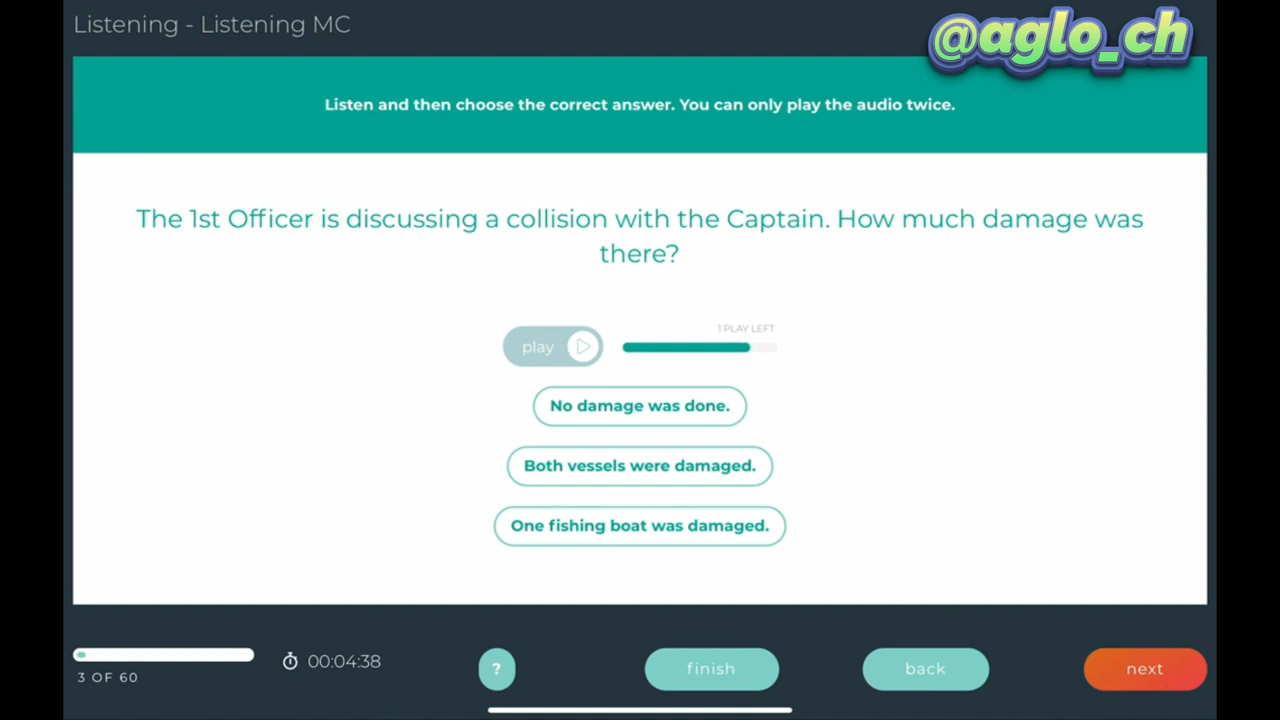 Listening - Listening MC
@aglo_ch
Listen and then choose the correct answer. You can only play the audio twice.
The 1st Officer is discussing a collision with the Captain. How much damage was
there?
1 PLAY LEFT
play
No damage was done.
Both vessels were damaged.
One fishing boat was damaged.
3 OF 60
00:04:38
?
finish
back
next